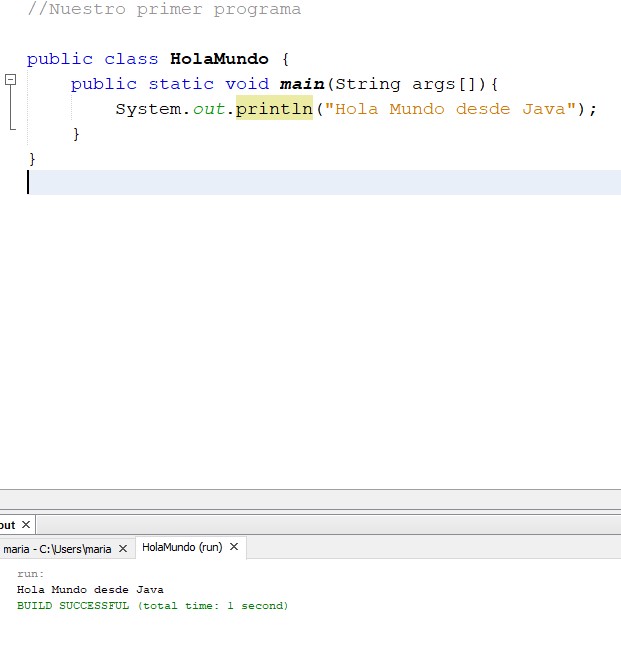 //Nuestro primer programa
public class HolaMundo {
public static void main(String args[]){
System.out.println("Hola Mundo desde Java");
}
}
maria - C:\Users\maria
HolaMundo (run)
run:
Hola Mundo desde Java
BUILD SUCCESSFUL (total time: 1 second)